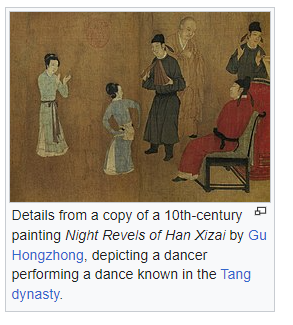 Details from a copy of a 10th-century
painting Night Revels of Han Xizai by Gu
Hongzhong, depicting a dancer
performing a dance known in the Tang
dynasty.